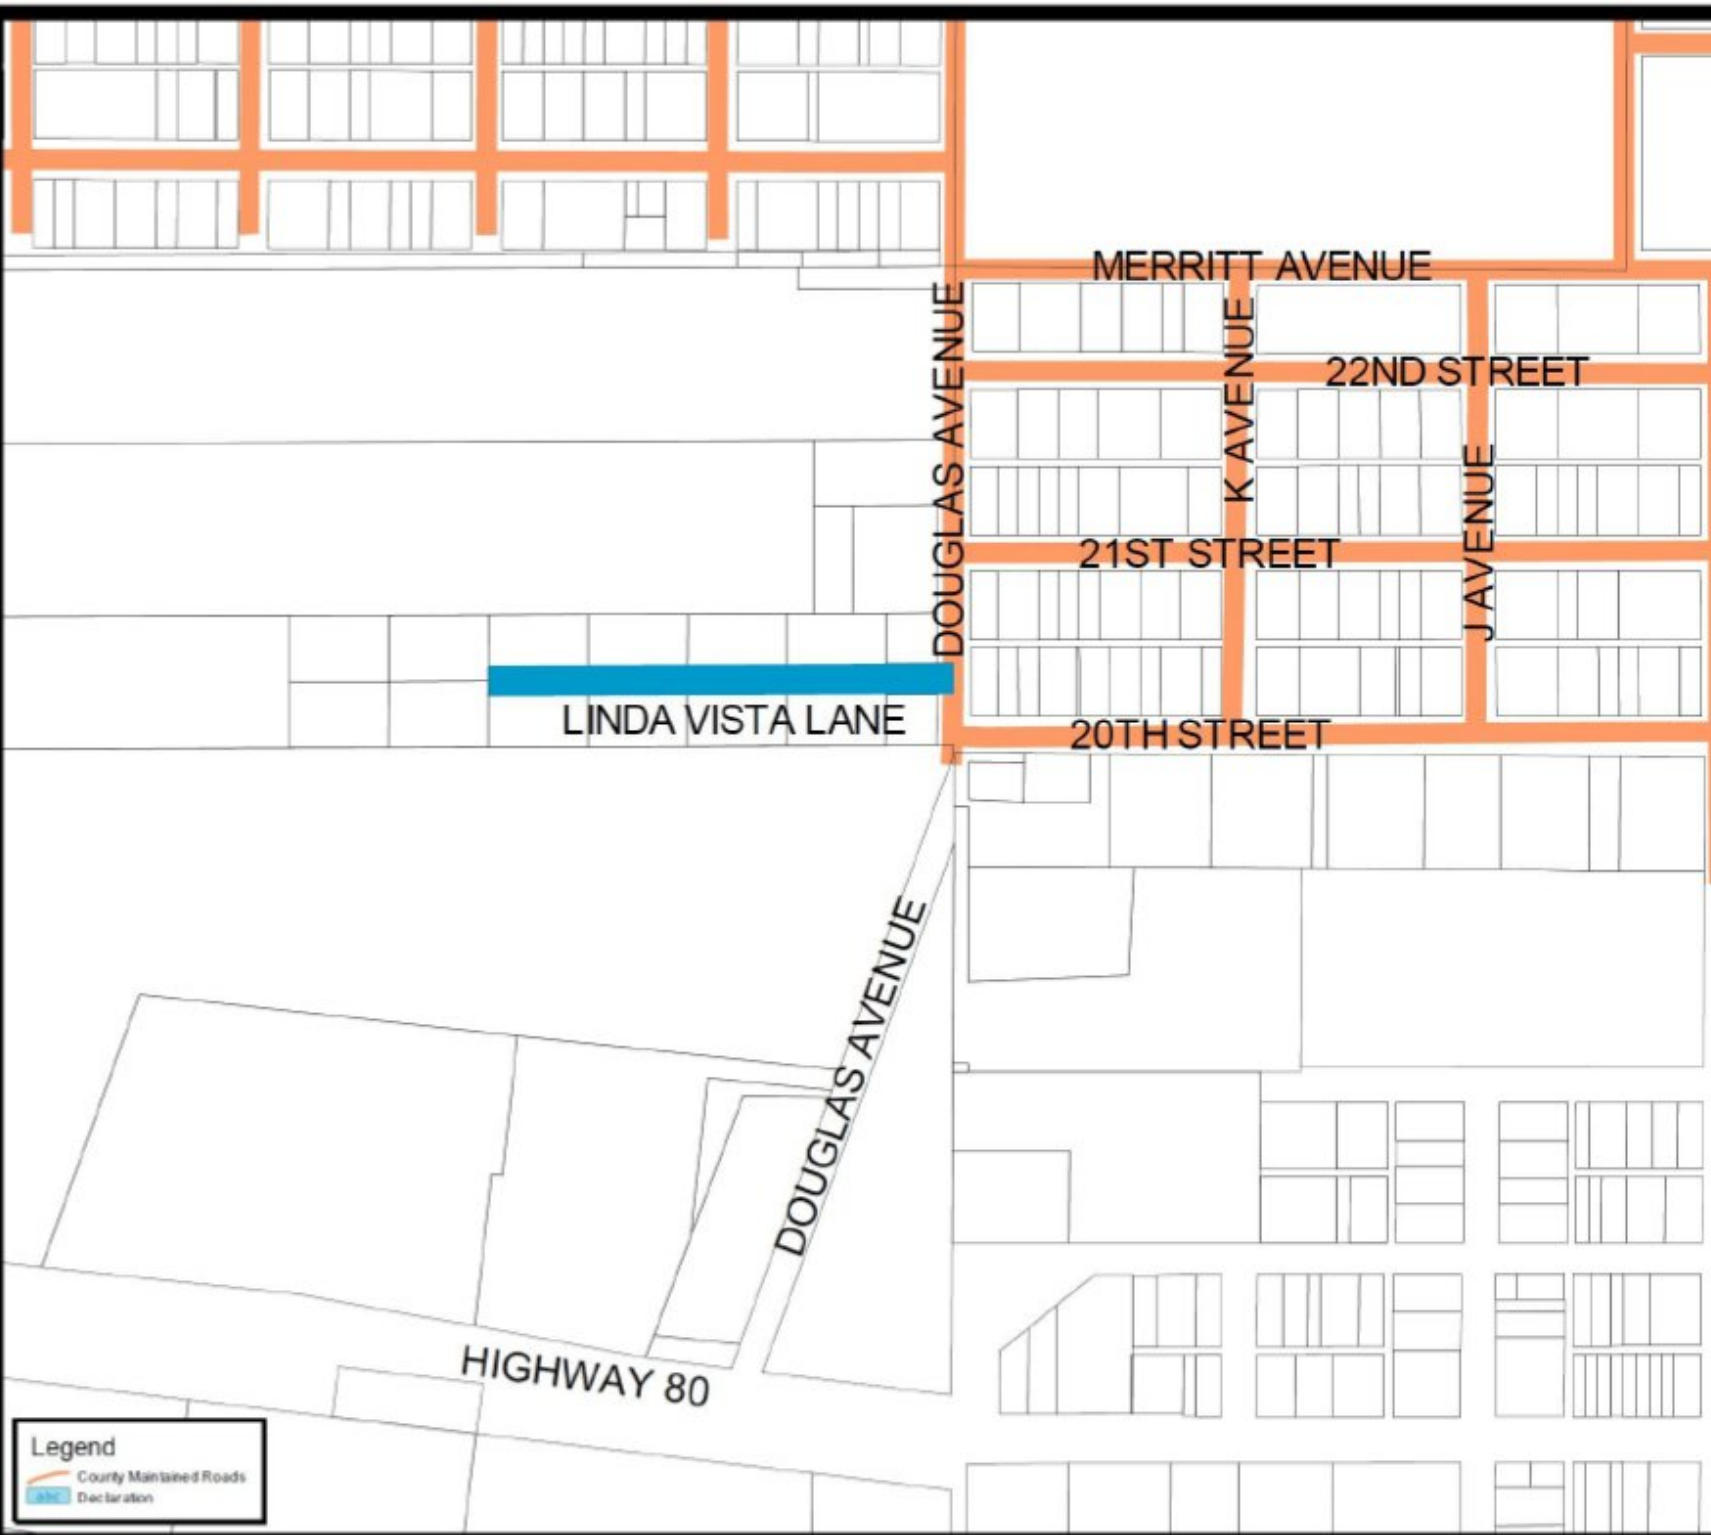 MERRITT AVENUE
DOUGLAS AVENUE
K AVENUE
22ND STREET
J AVENUE
21ST STREET
LINDA VISTA LANE
20TH STREET
DOUGLAS AVENUE
HIGHWAY 80
Legend
County Maintained Roads
abc Declaration